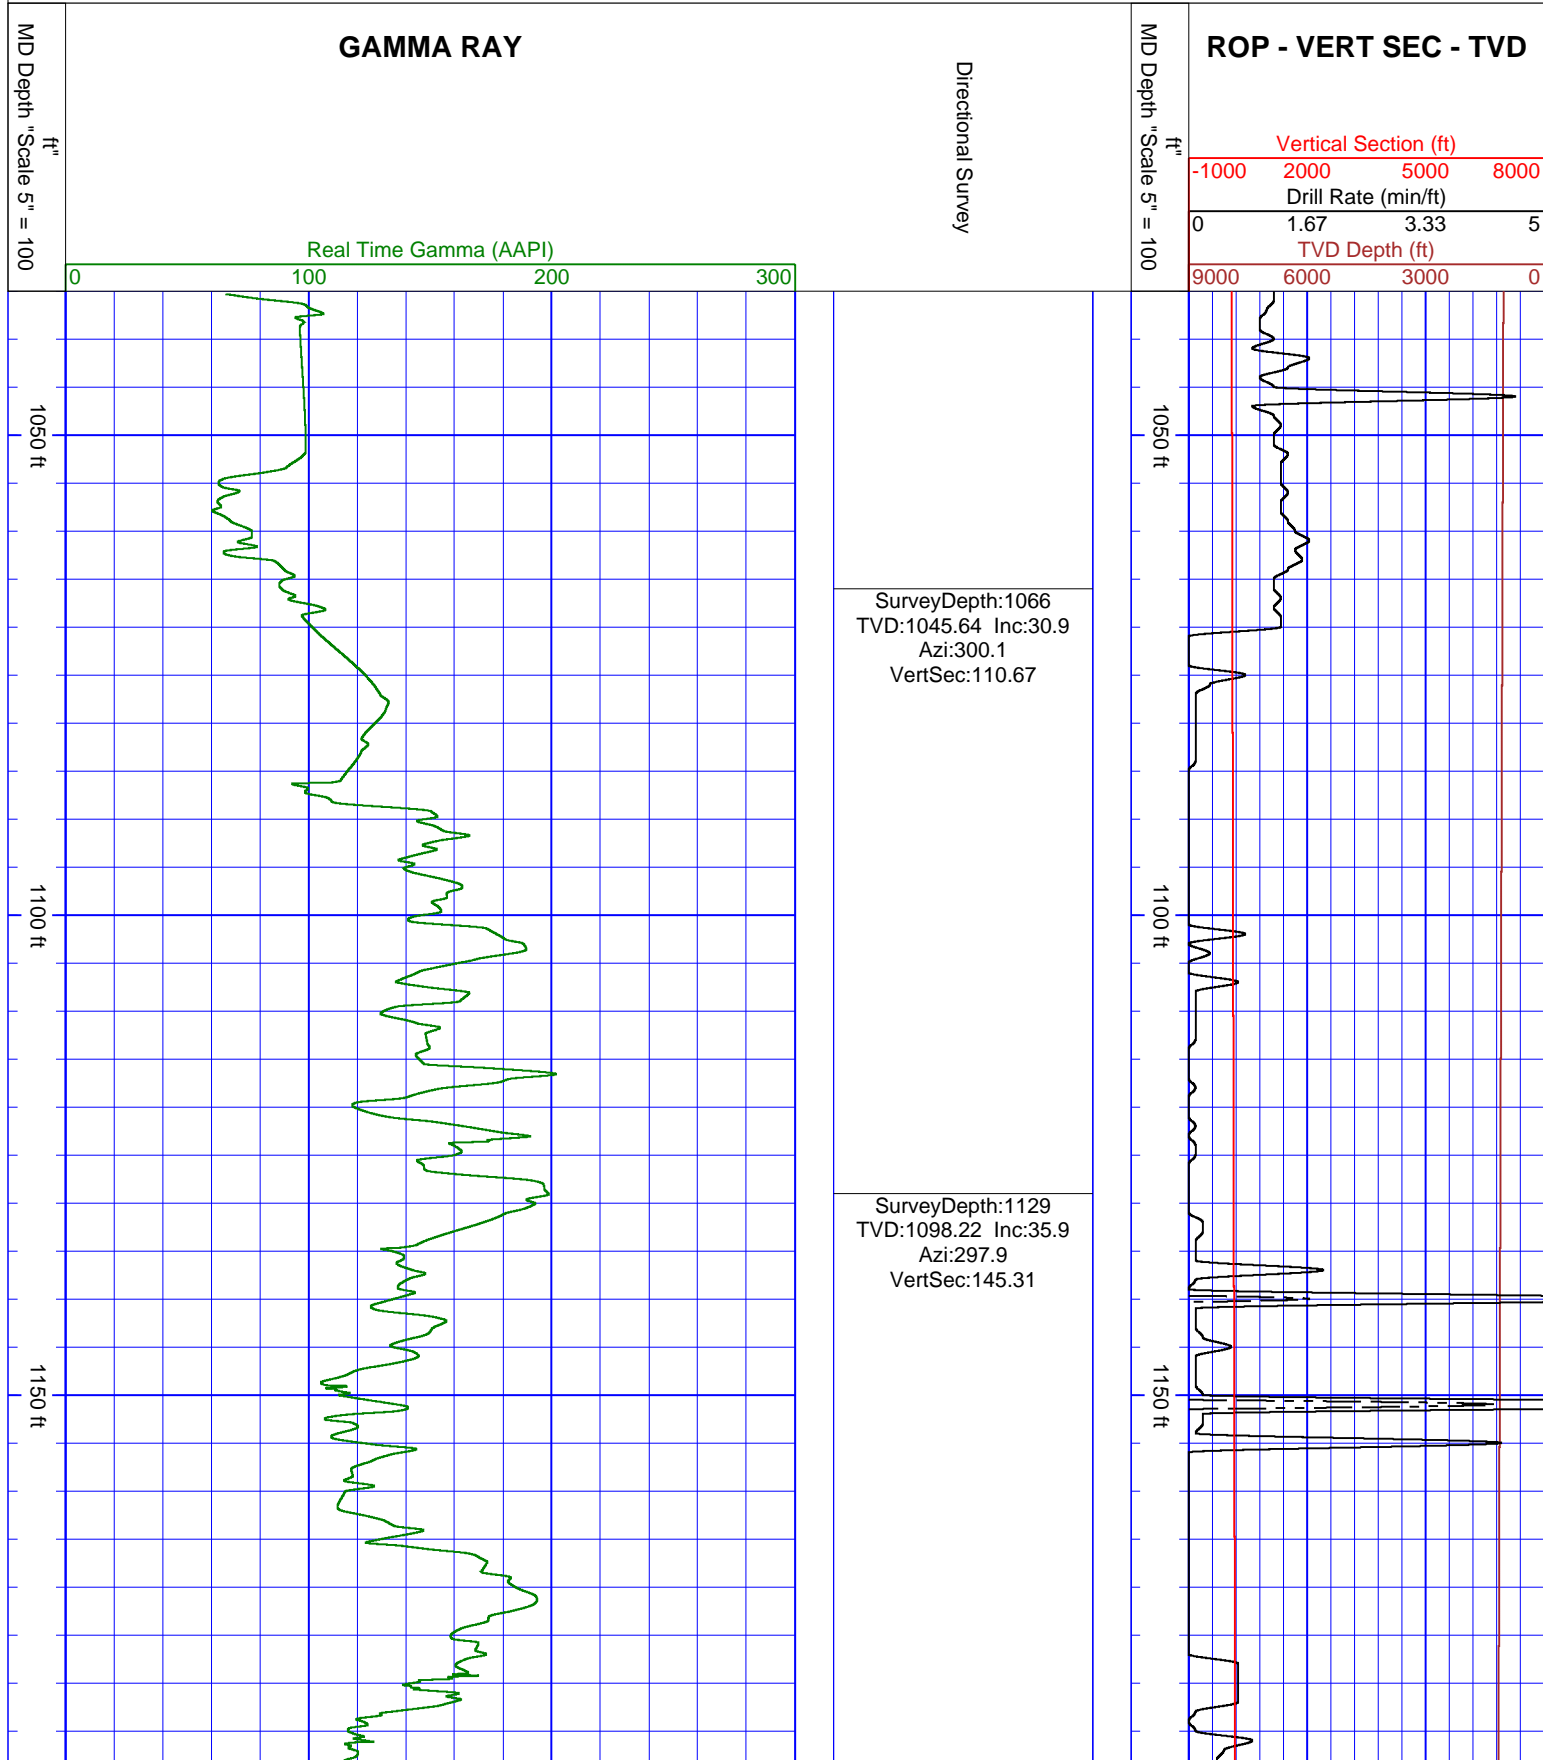 MD Depth "Scale 5" = 100
ft"
GAMMA RAY
Real Time Gamma (AAPI)
0 100 200 300
Directional Survey
MD Depth "Scale 5" = 100
ft"
ROP - VERT SEC - TVD
Vertical Section (ft)
-1000 2000 5000 8000
Drill Rate (min/ft)
0 1.67 3.33 5
TVD Depth (ft)
9000 6000 3000 0
1050 ft
1050 ft
SurveyDepth:1066
TVD:1045.64 Inc:30.9
Azi:300.1
VertSec:110.67
1100 ft
1100 ft
SurveyDepth:1129
TVD:1098.22 Inc:35.9
Azi:297.9
VertSec:145.31
1150 ft
1150 ft